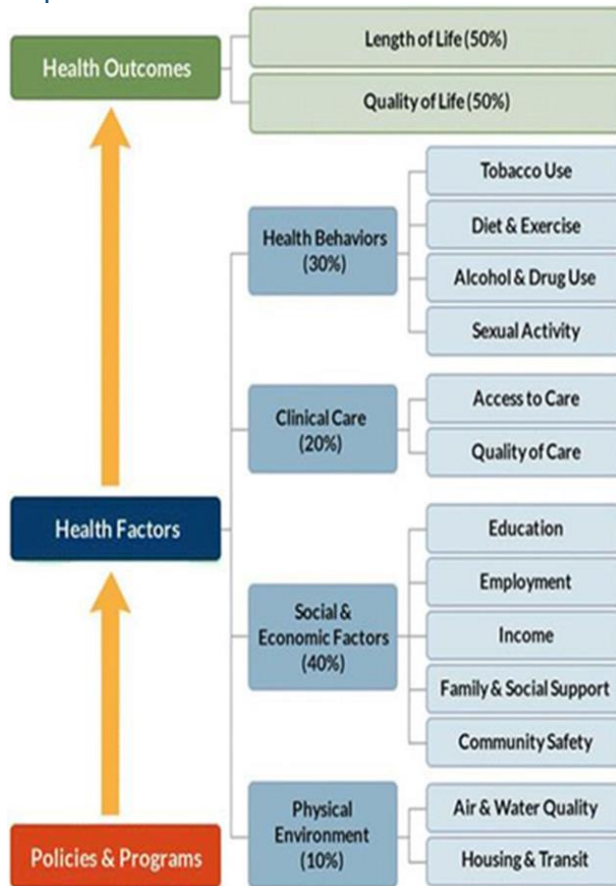 Health Outcomes
Length of Life (50%)
Quality of Life (50%)
Health Behaviors
(30%)
Tobacco Use
Diet & Exercise
Alcohol & Drug Use
Sexual Activity
Clinical Care
(20%)
Access to Care
Quality of Care
Health Factors
Social &
Economic Factors
(40%)
Education
Employment
Income
Family & Social Support
Community Safety
Physical
Environment
(10%)
Air & Water Quality
Housing & Transit
Policies & Programs